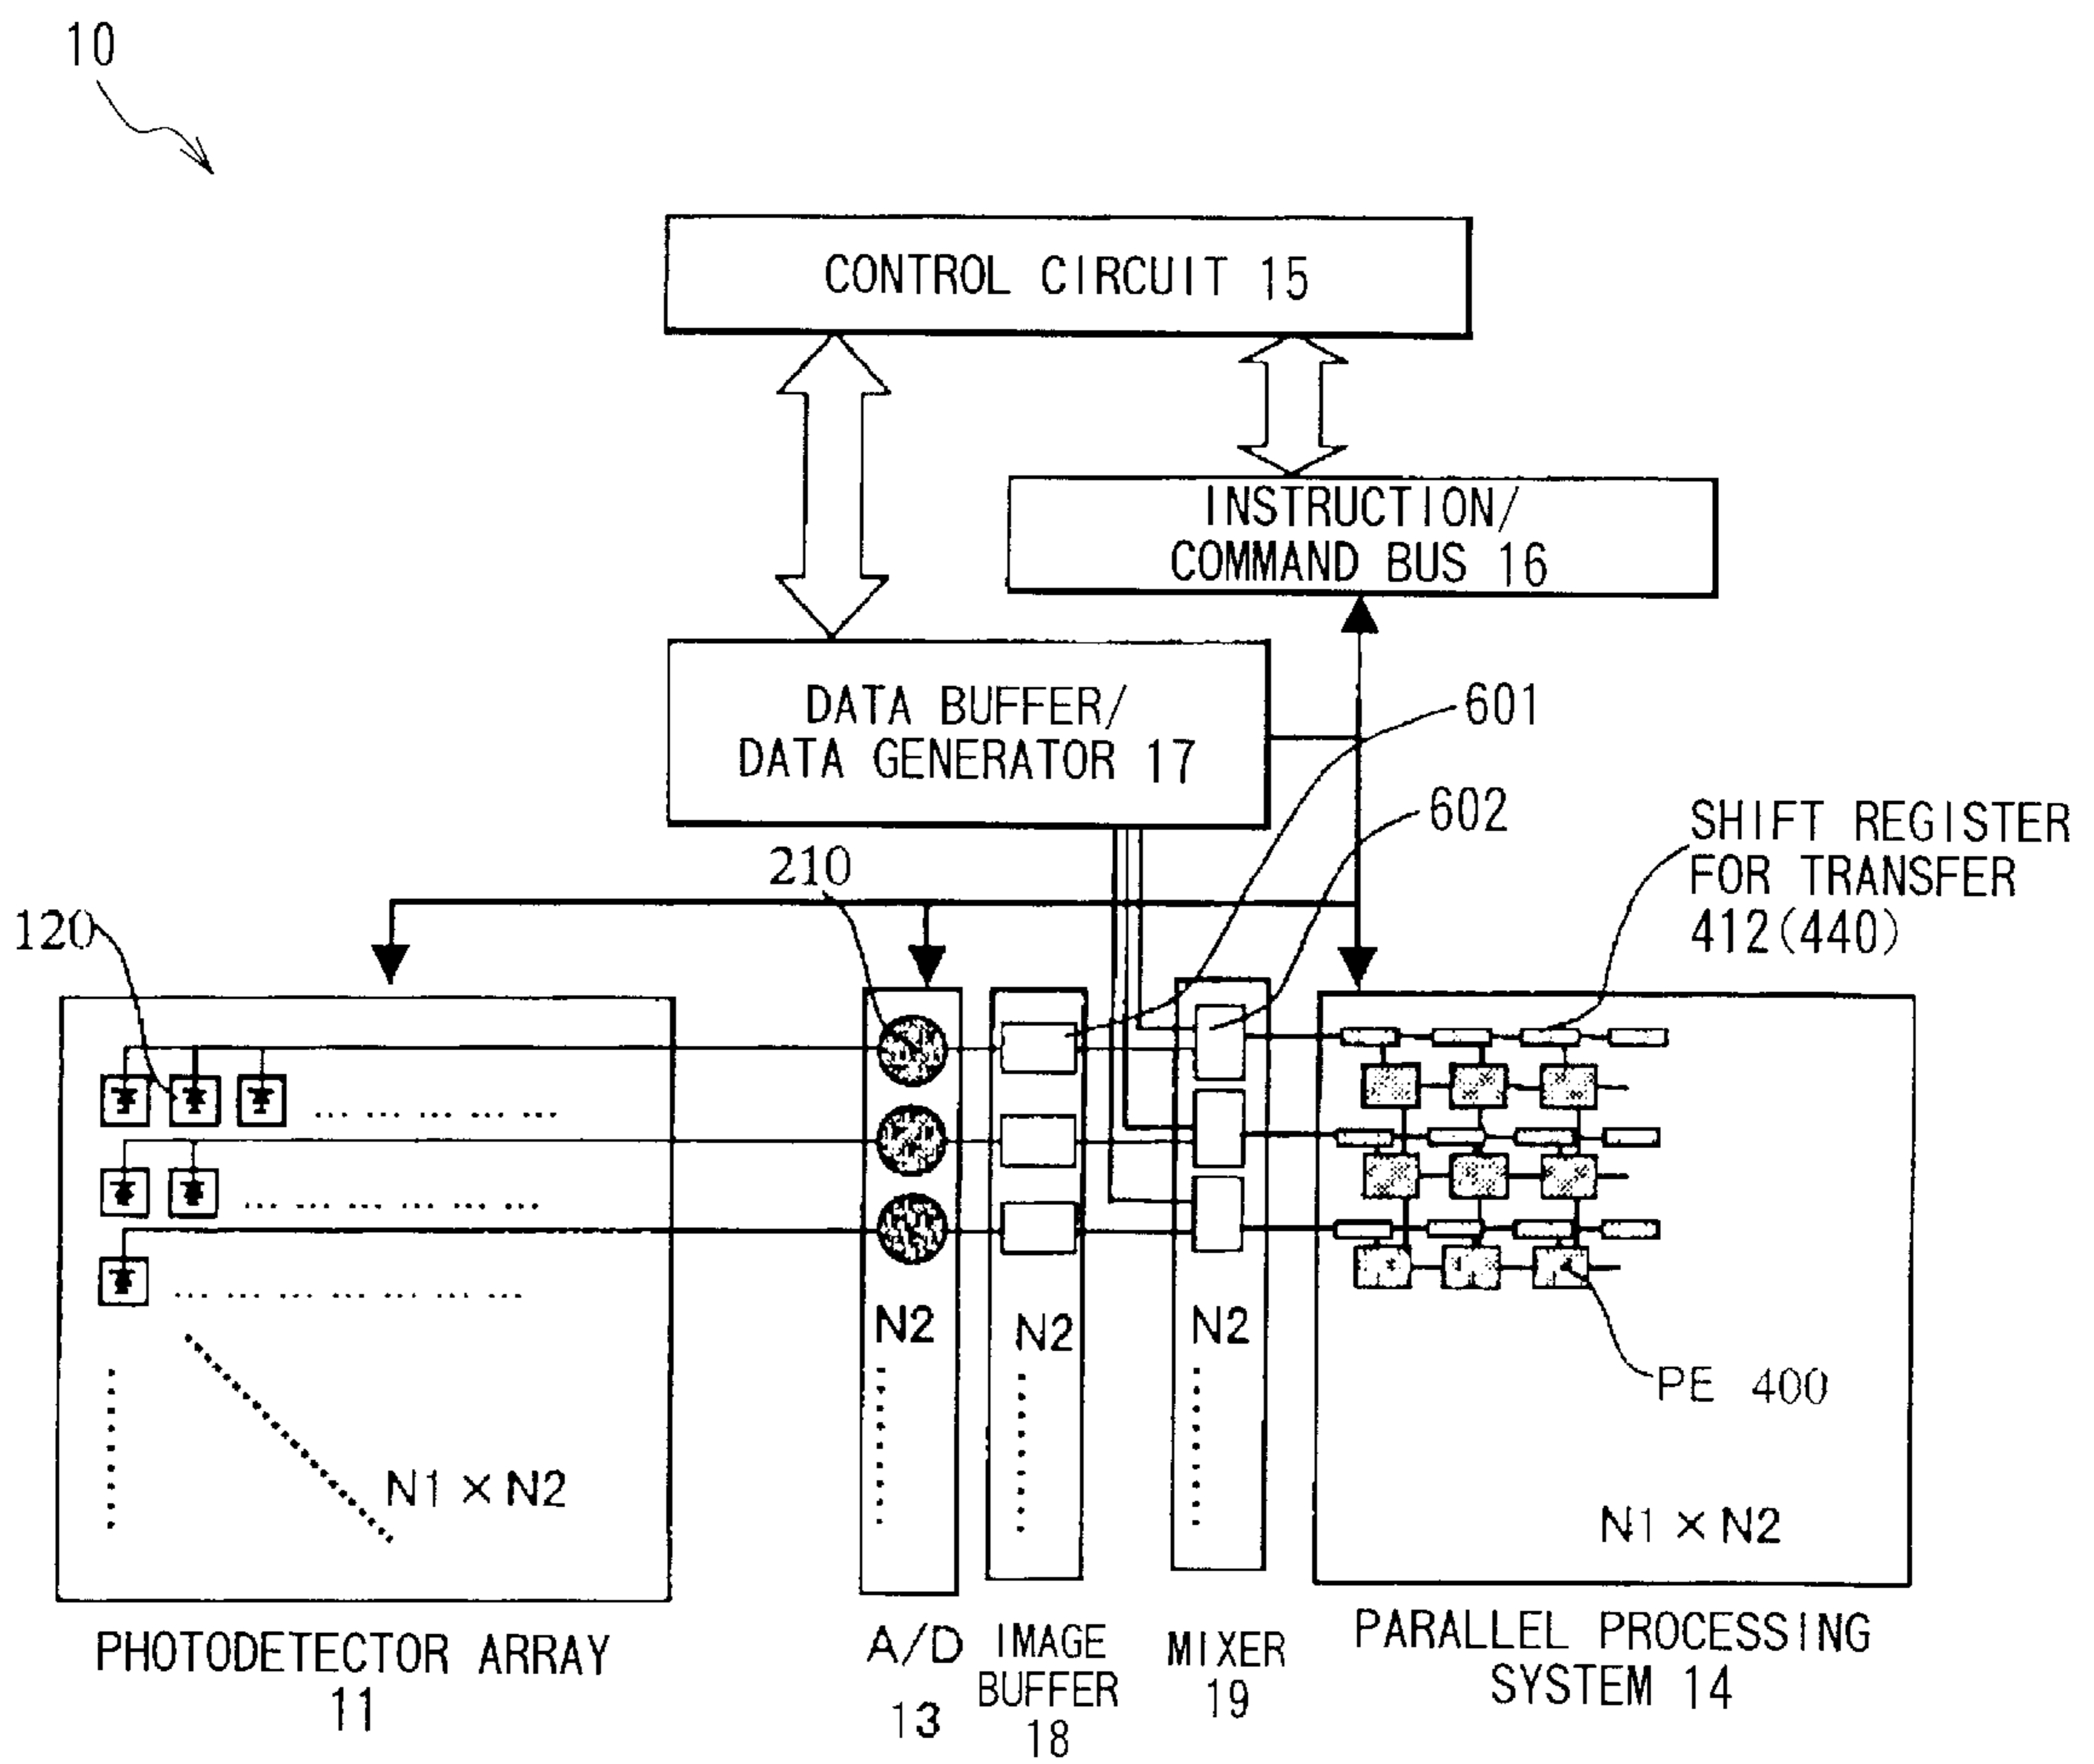 10
CONTROL CIRCUIT 15
INSTRUCTION/
COMMAND BUS 16
DATA BUFFER/
DATA GENERATOR 17
601
602
SHIFT REGISTER
FOR TRANSFER
412(440)
210
120
N1 × N2
N2
N2
N2
PE 400
N1 × N2
PHOTODETECTOR ARRAY
11
A/D
13
IMAGE
BUFFER
18
MIXER
19
PARALLEL PROCESSING
SYSTEM 14